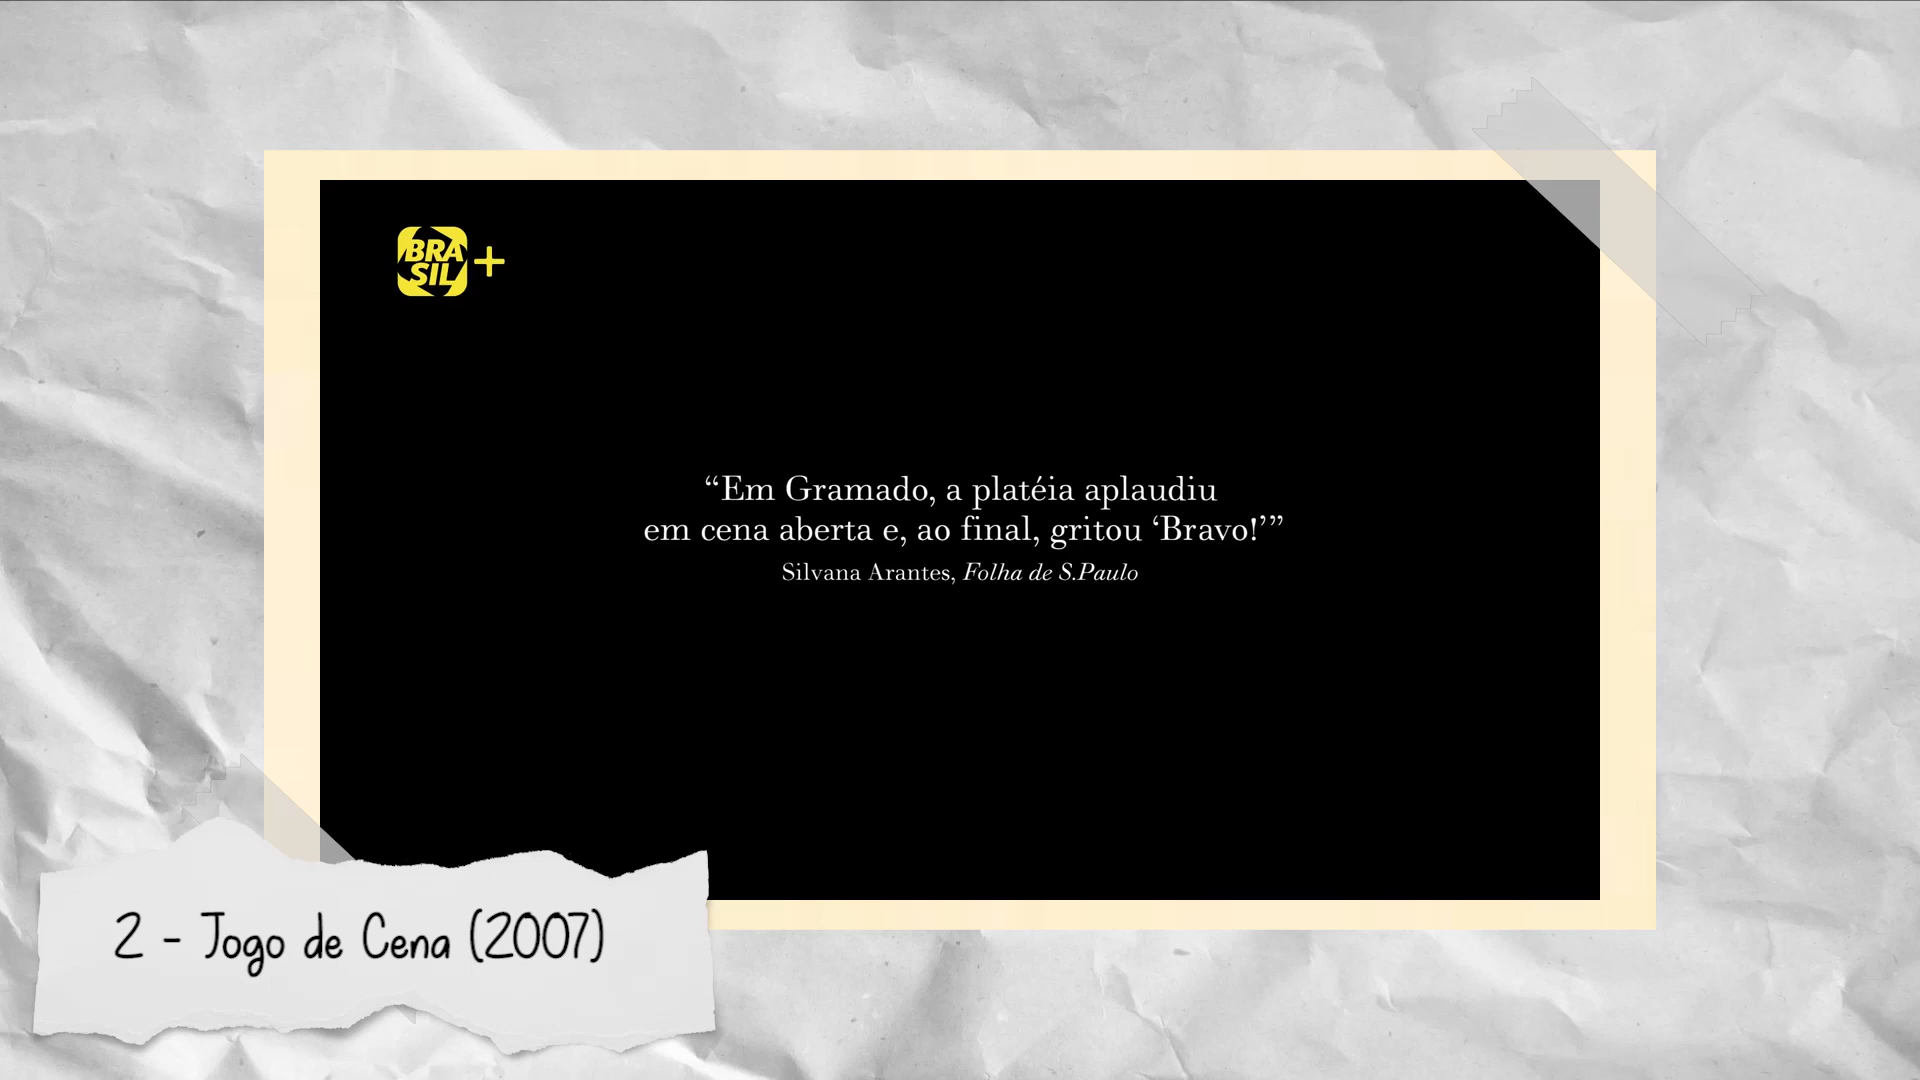 BRA
SIL+
“Em Gramado, a platéia aplaudiu
em cena aberta e, ao final, gritou ‘Bravo!’”
Silvana Arantes, Folha de S.Paulo
2 - Jogo de Cena (2007)